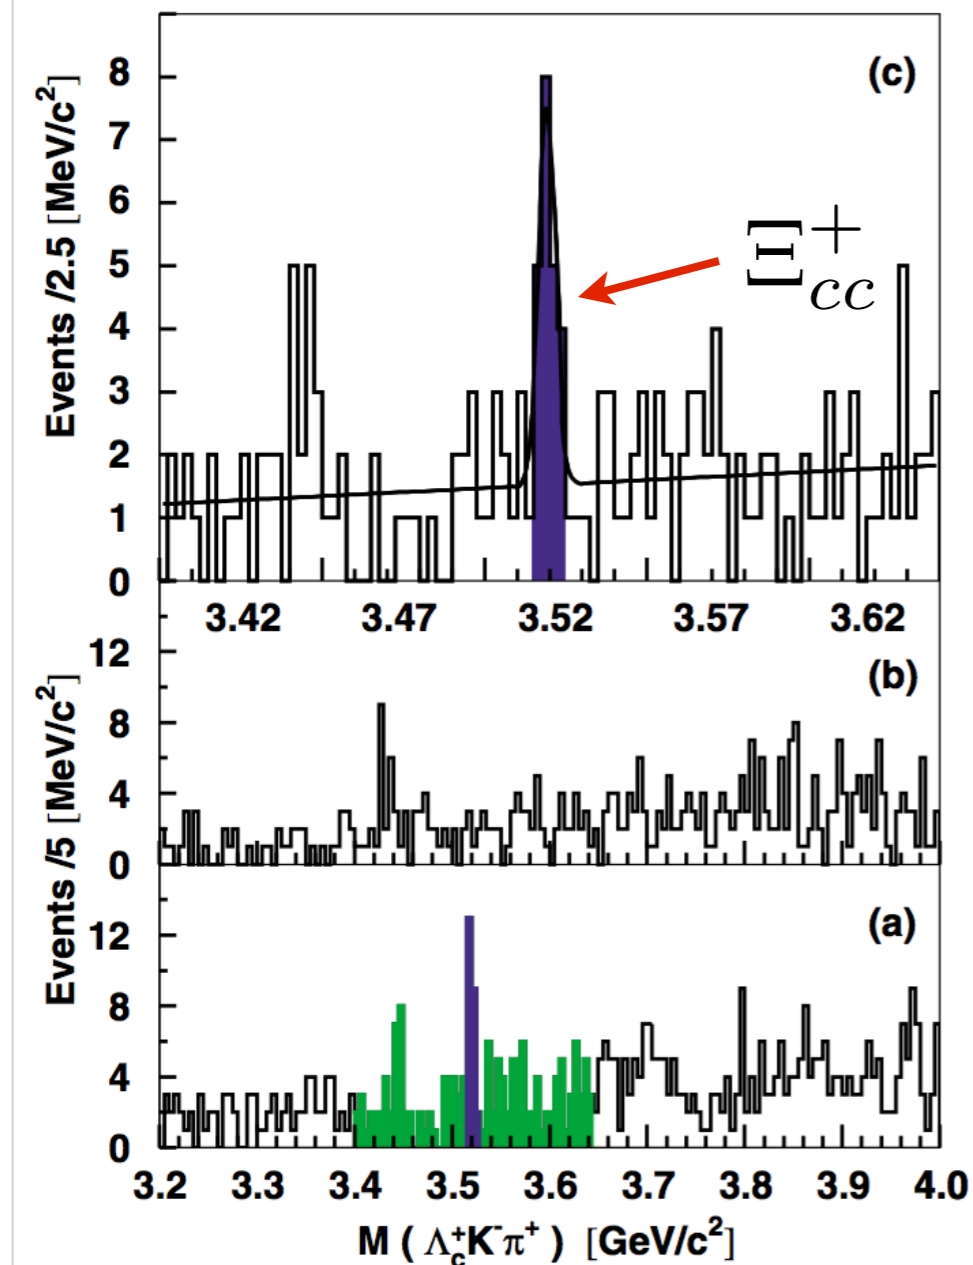 (c)
Events /2.5 [MeV/c²]
8
7
6
5
4
3
2
1
0
Ξ⁺cc
3.42 3.47 3.52 3.57 3.62
(b)
12
8
4
0
Events /5 [MeV/c²]
(a)
12
8
4
0
3.2 3.3 3.4 3.5 3.6 3.7 3.8 3.9 4.0
M ( Λc⁺K⁻π⁺ ) [GeV/c²]